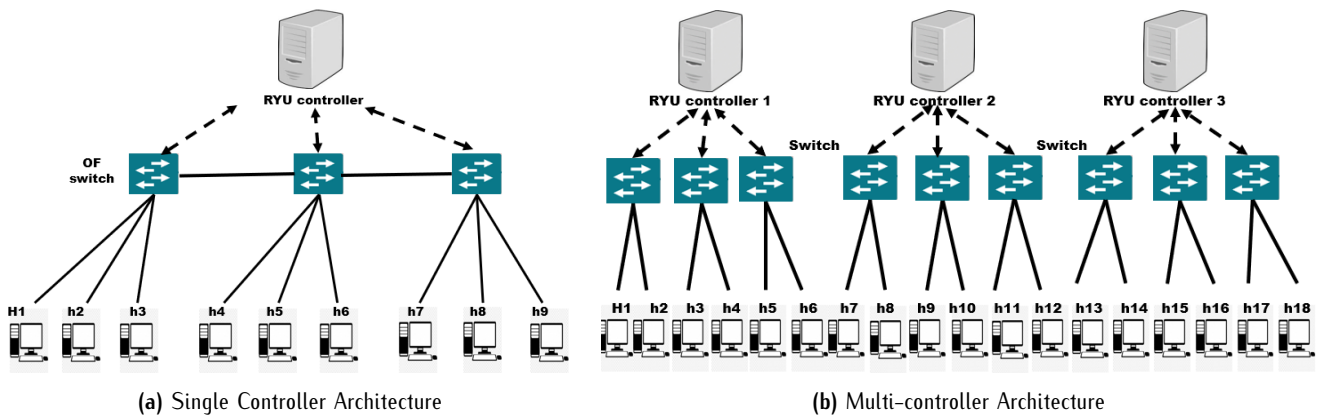 RYU controller
OF
switch
H1 h2 h3 h4 h5 h6 h7 h8 h9
(a) Single Controller Architecture
RYU controller 1 RYU controller 2 RYU controller 3
Switch Switch
H1 h2 h3 h4 h5 h6 h7 h8 h9 h10 h11 h12 h13 h14 h15 h16 h17 h18
(b) Multi-controller Architecture